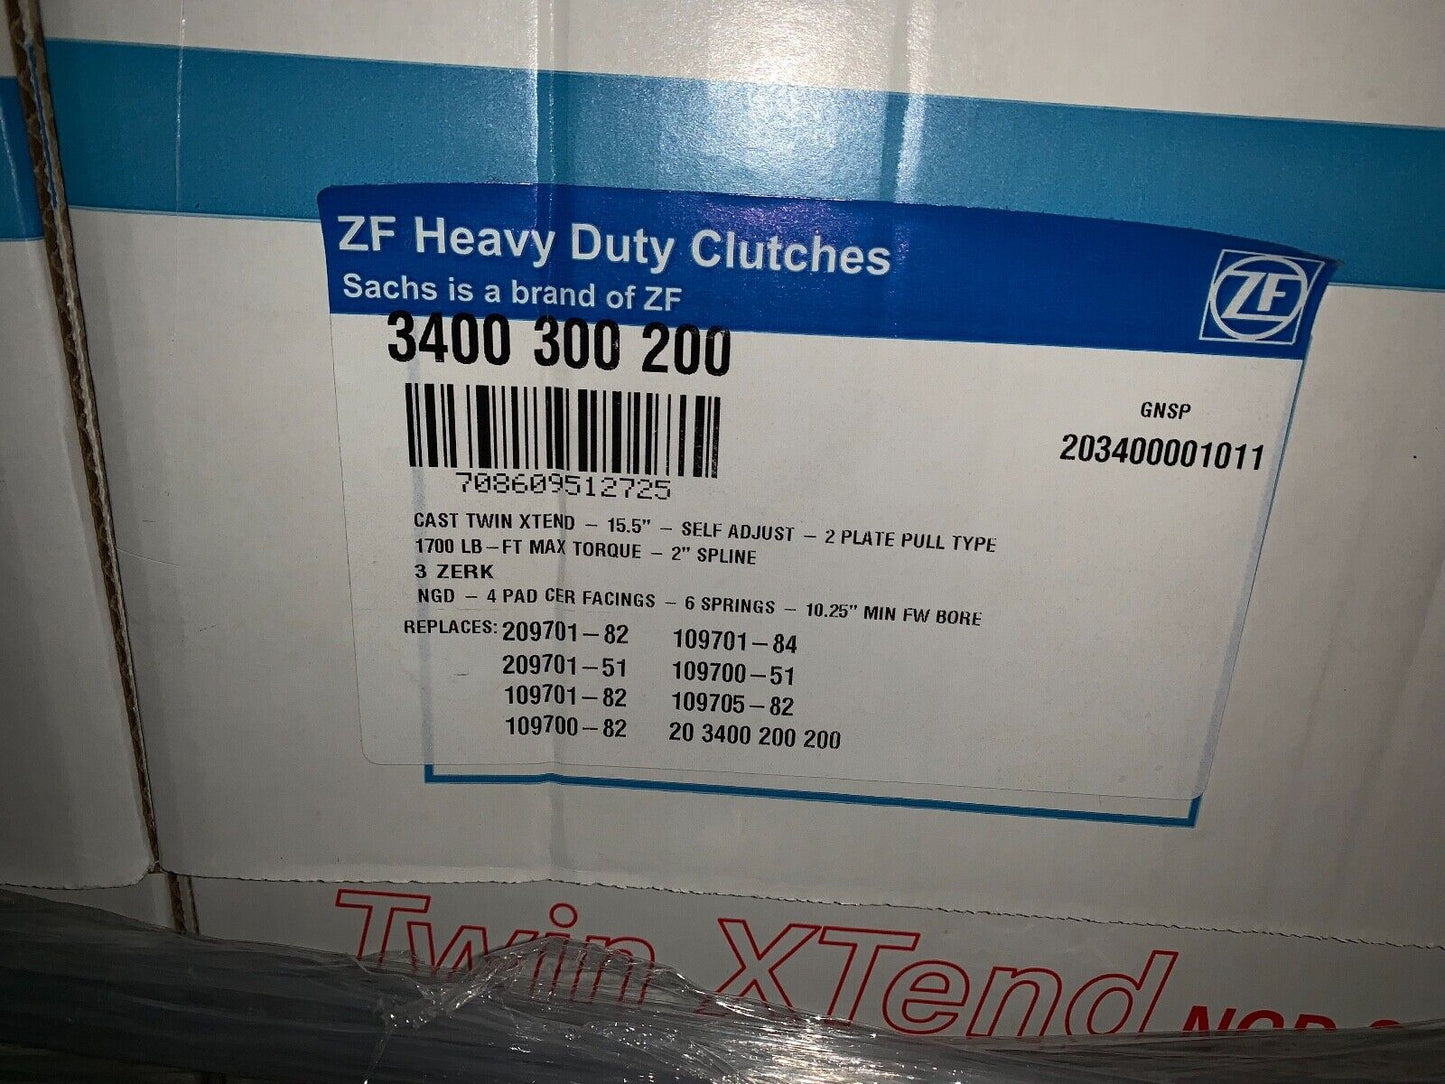 ZF Heavy Duty Clutches
Sachs is a brand of ZF
ZF
3400 300 200
708609512725
GNSP
203400001011
CAST TWIN XTEND – 15.5" – SELF ADJUST – 2 PLATE PULL TYPE
1700 LB–FT MAX TORQUE – 2" SPLINE
3 ZERK
NGD – 4 PAD CER FACINGS – 6 SPRINGS – 10.25" MIN FW BORE
REPLACES: 209701–82 109701–84
209701–51 109700–51
109701–82 109705–82
109700–82 20 3400 200 200
Twin XTend